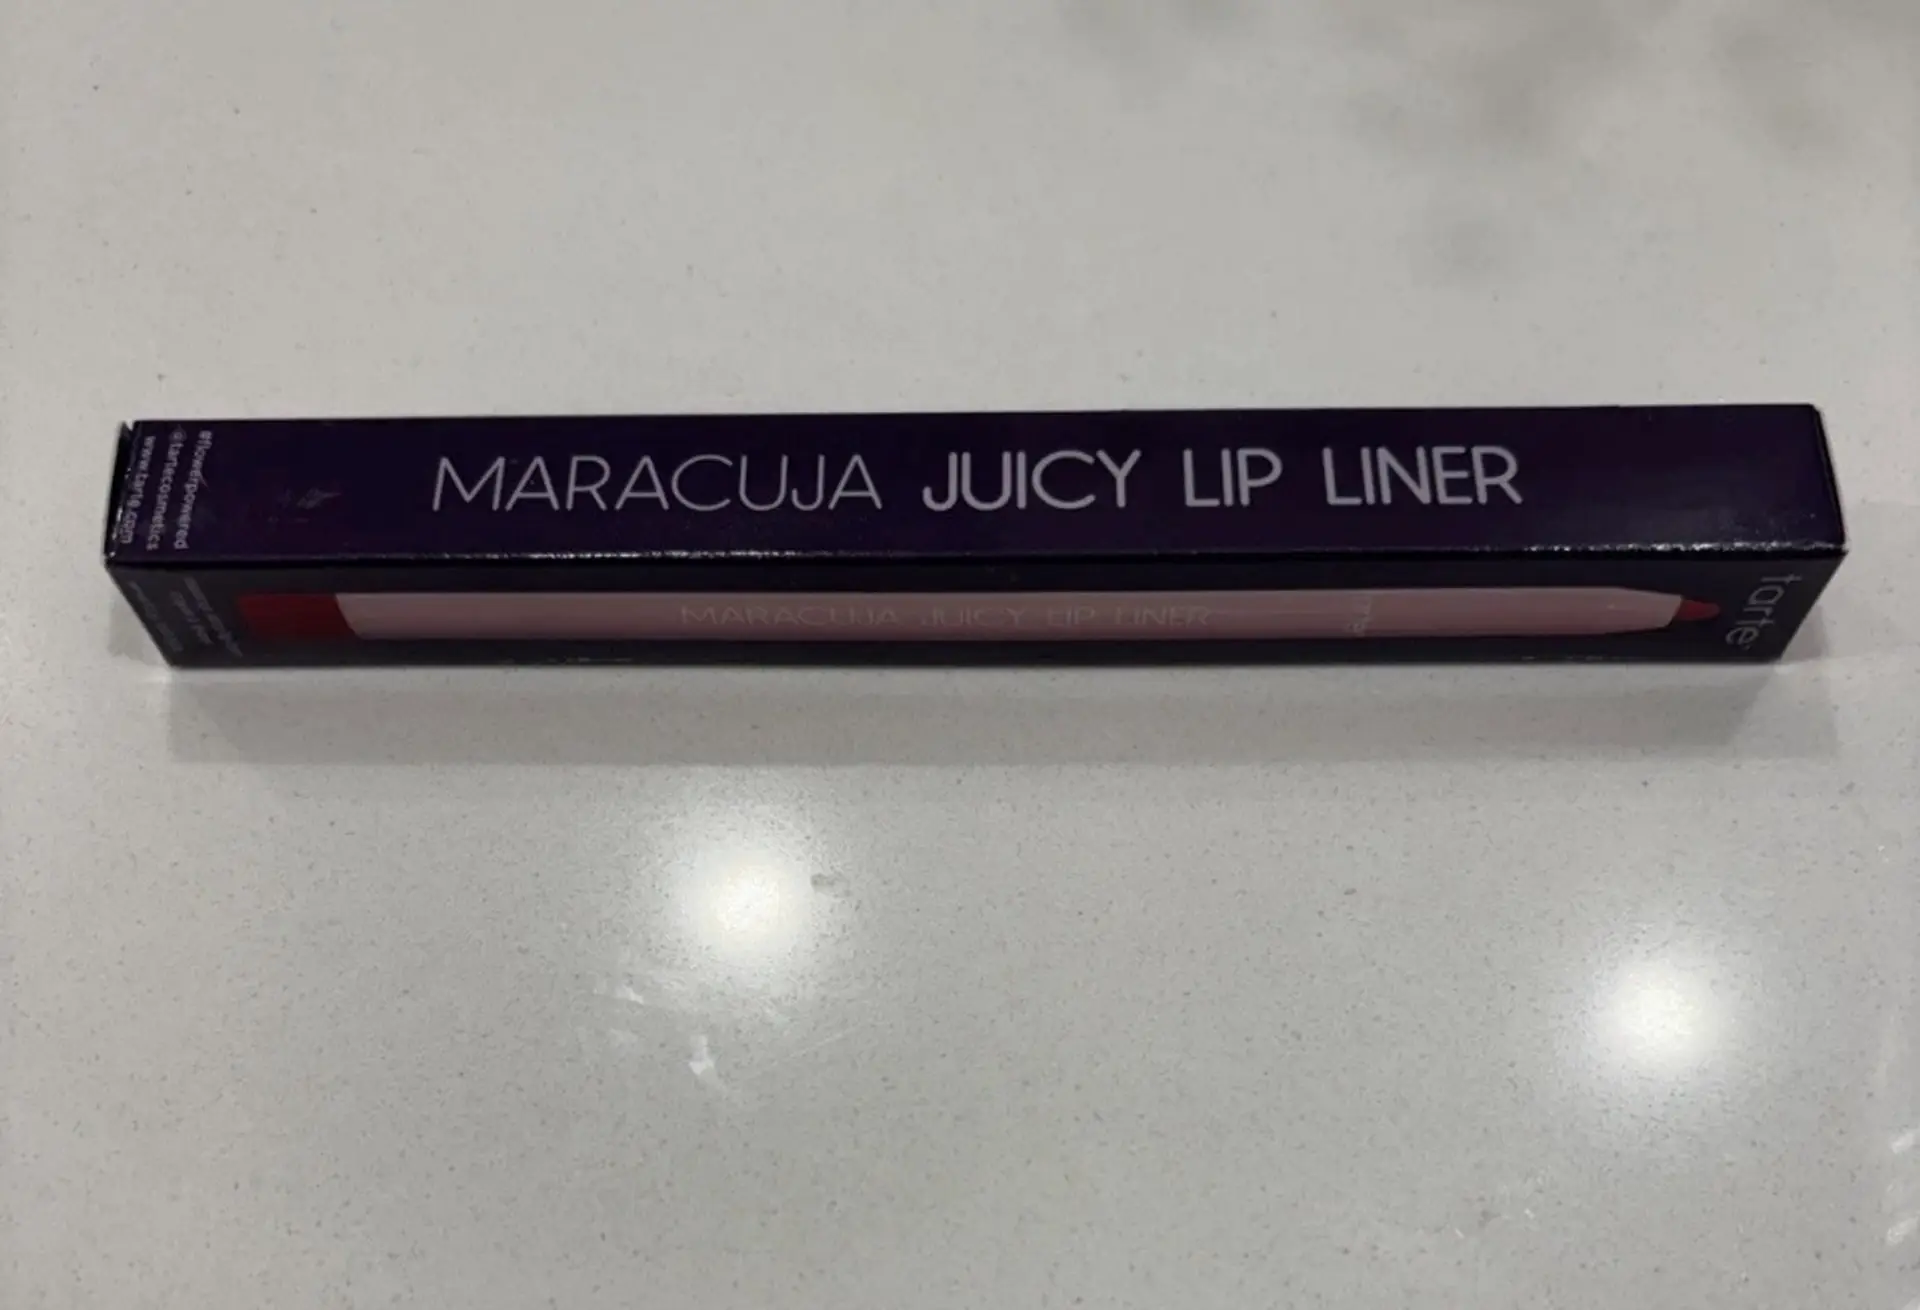 MARACUJA JUICY LIP LINER
#flowerpowered
@tartecosmetics
www.tarte.com
MARACUJA JUICY LIP LINER
tarte